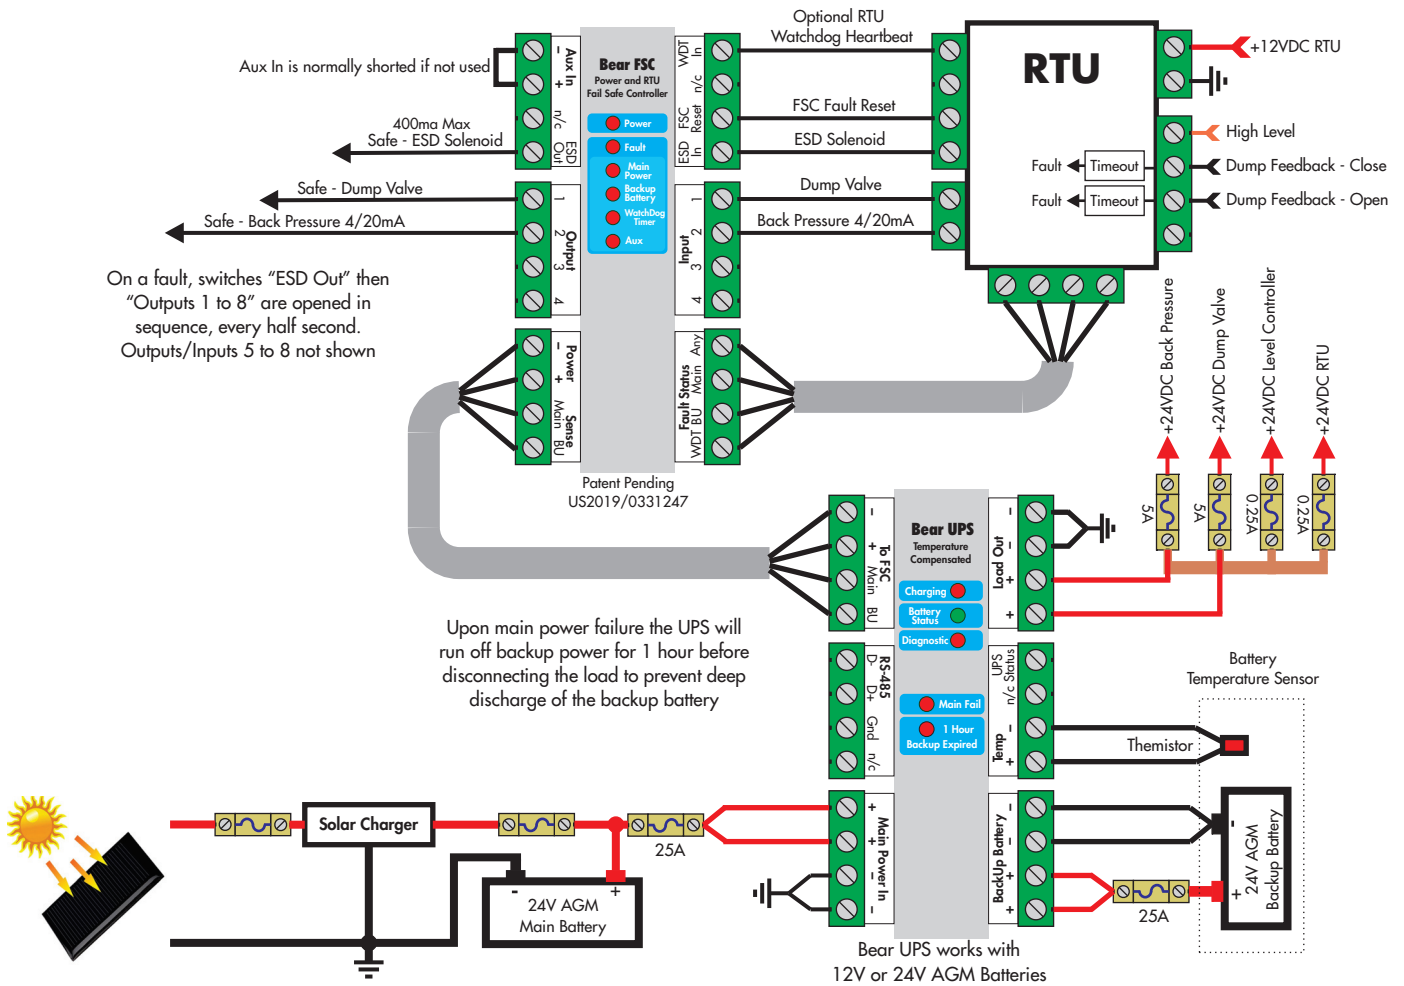 Optional RTU
Watchdog Heartbeat
Aux In is normally shorted if not used
400ma Max
Safe - ESD Solenoid
Safe - Dump Valve
Safe - Back Pressure 4/20mA
On a fault, switches “ESD Out” then
“Outputs 1 to 8” are opened in
sequence, every half second.
Outputs/Inputs 5 to 8 not shown
- Aux In +
n/c
ESD Out
Output
1
2
3
4
- Power +
Main Sense BU
Bear FSC
Power and RTU
Fail Safe Controller
Power
Fault
Main
Power
Backup
Battery
WatchDog
Timer
Aux
WDT In
n/c
FSC Reset
ESD In
Input
1
2
3
4
Fault Status
Any
Main
BU
WDT
Patent Pending
US2019/0331247
FSC Fault Reset
ESD Solenoid
Dump Valve
Back Pressure 4/20mA
RTU
+12VDC RTU
High Level
Fault
Timeout
Dump Feedback - Close
Fault
Timeout
Dump Feedback - Open
+24VDC Back Pressure
+24VDC Dump Valve
+24VDC Level Controller
+24VDC RTU
5A
5A
0.25A
0.25A
Upon main power failure the UPS will
run off backup power for 1 hour before
disconnecting the load to prevent deep
discharge of the backup battery
To FSC
-
+
Main
BU
RS-485
D-
D+
Gnd
n/c
+
+
Main Power In
-
-
Bear UPS
Temperature
Compensated
Charging
Battery
Status
Diagnostic
Main Fail
1 Hour
Backup Expired
Load Out
-
-
+
+
UPS Status
n/c
Temp
-
+
BackUp Battery
-
-
+
+
Battery
Temperature Sensor
Themistor
-
+
24V AGM
Backup Battery
25A
Solar Charger
25A
-
+
24V AGM
Main Battery
Bear UPS works with
12V or 24V AGM Batteries